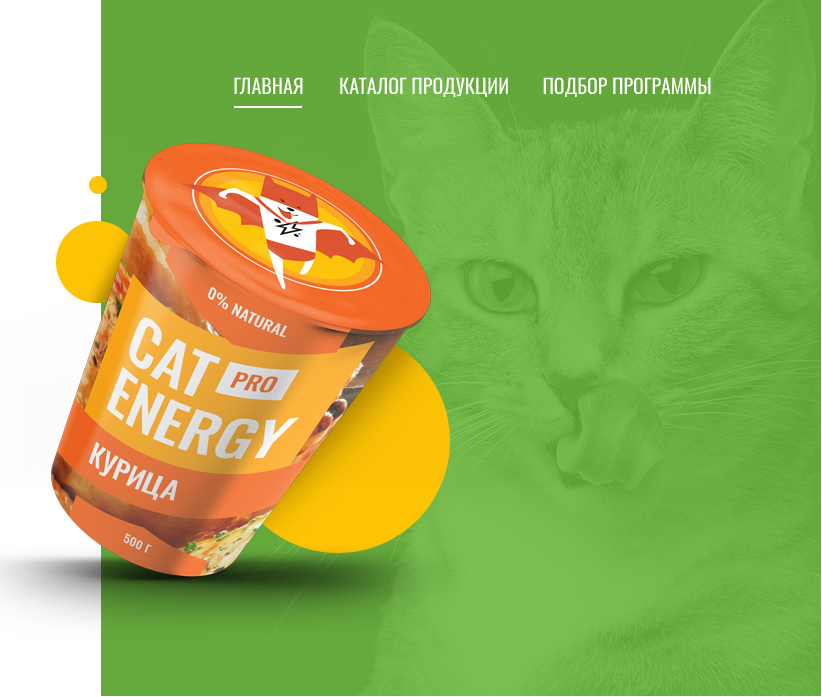 ГЛАВНАЯ КАТАЛОГ ПРОДУКЦИИ ПОДБОР ПРОГРАММЫ
0% NATURAL
CAT PRO
ENERGY
КУРИЦА
500 Г